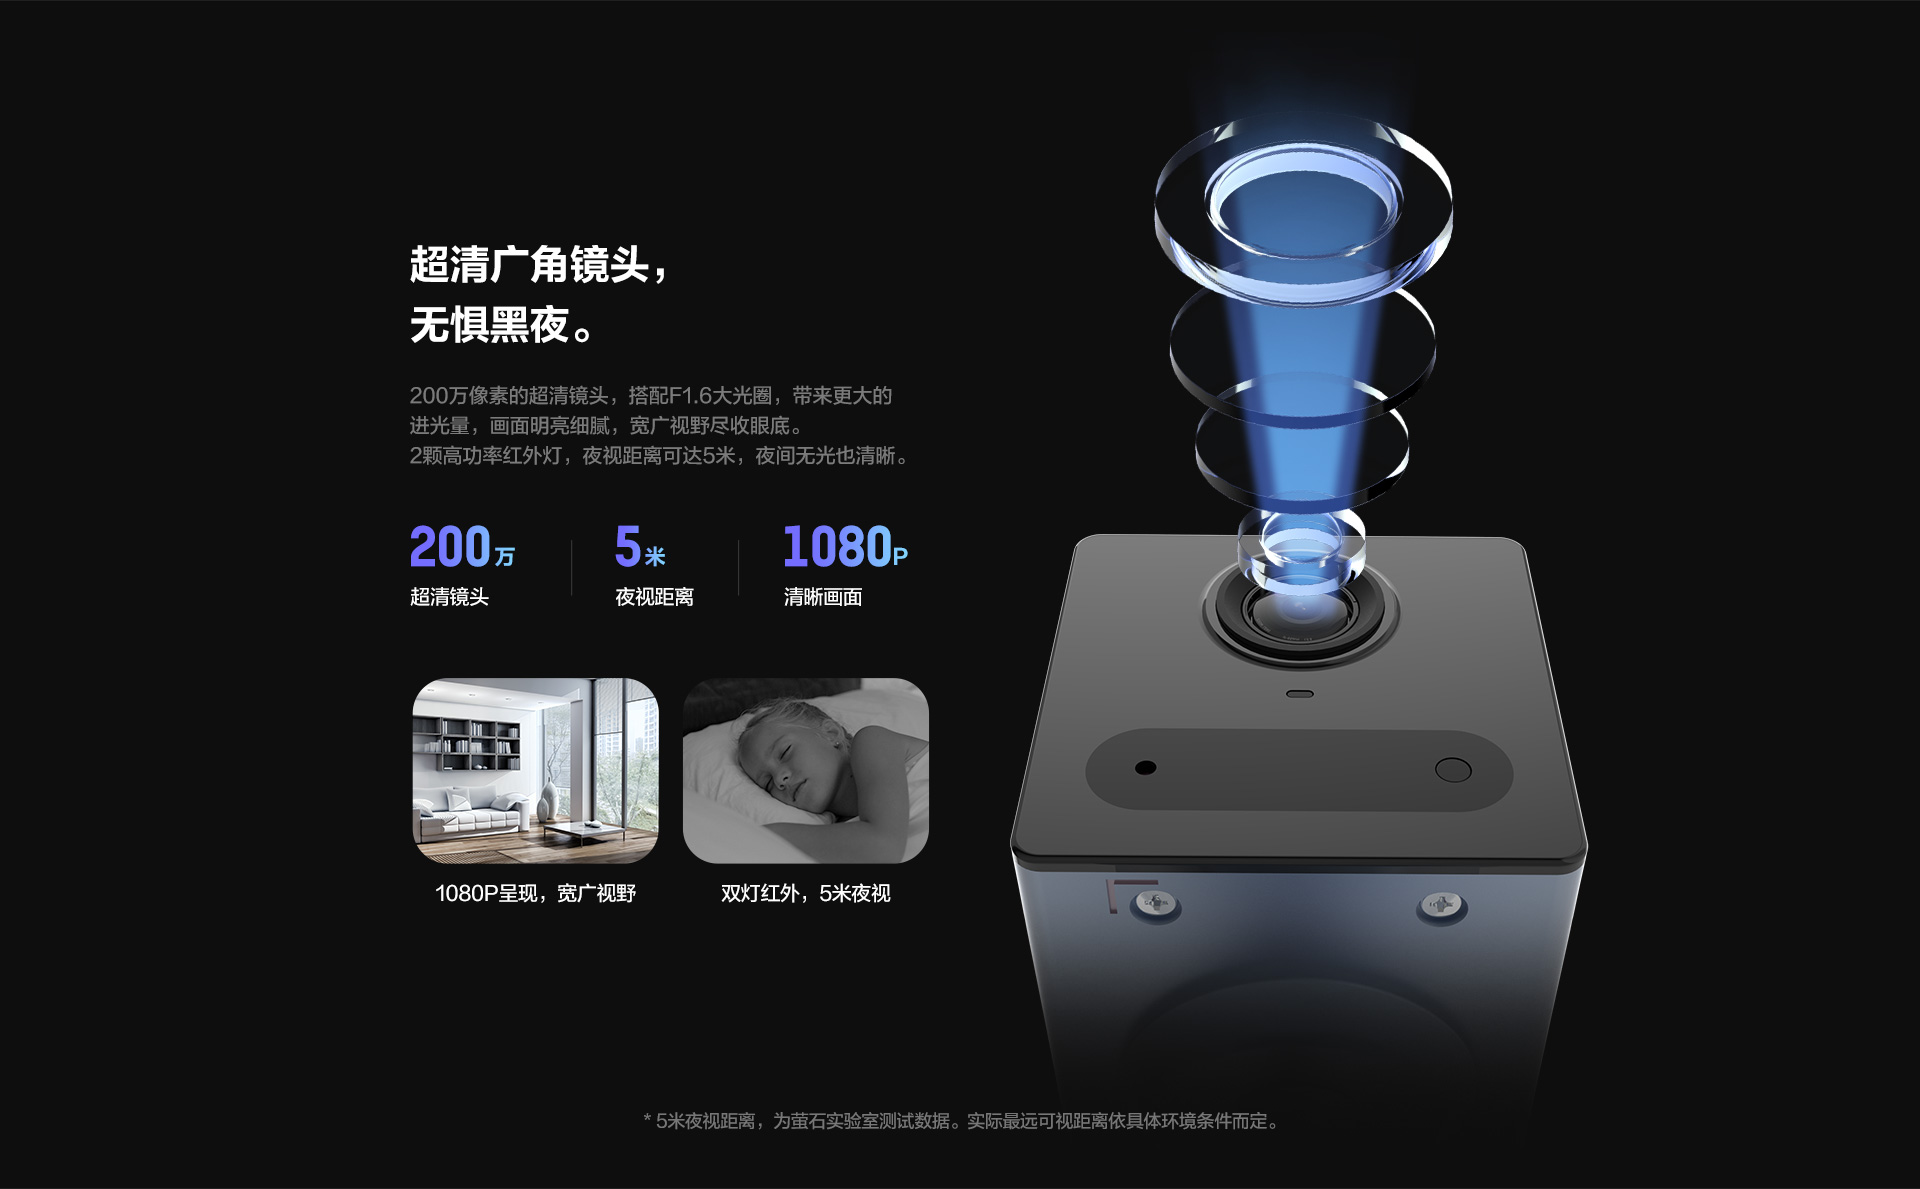 超清广角镜头，
无惧黑夜。
200万像素的超清镜头，搭配F1.6大光圈，带来更大的
进光量，画面明亮细腻，宽广视野尽收眼底。
2颗高功率红外灯，夜视距离可达5米，夜间无光也清晰。
200万
超清镜头
5米
夜视距离
1080P
清晰画面
1080P呈现，宽广视野
双灯红外，5米夜视
* 5米夜视距离，为萤石实验室测试数据。实际最远可视距离依具体环境条件而定。